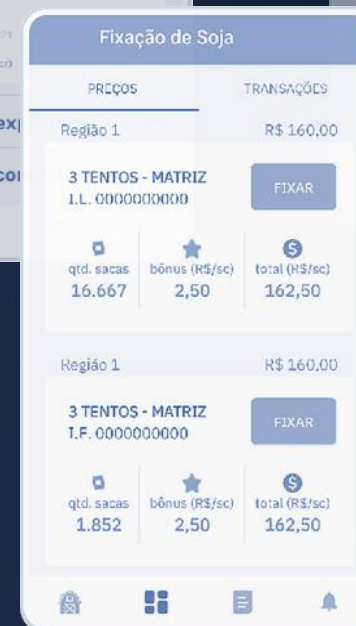 Fixação de Soja
PREÇOS TRANSAÇÕES
Região 1 R$ 160,00
3 TENTOS - MATRIZ
I.E. 0000000000
FIXAR
qtd. sacas bônus (R$/sc) total (R$/sc)
16.667 2,50 162,50
Região 1 R$ 160,00
3 TENTOS - MATRIZ
I.E. 0000000000
FIXAR
qtd. sacas bônus (R$/sc) total (R$/sc)
1.852 2,50 162,50